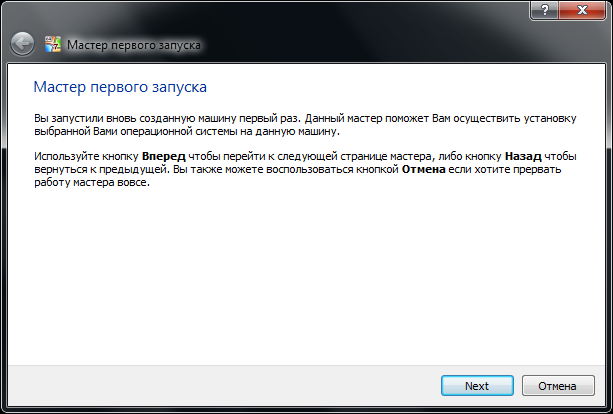 ?
Мастер первого запуска
Мастер первого запуска
Вы запустили вновь созданную машину первый раз. Данный мастер поможет Вам осуществить установку
выбранной Вами операционной системы на данную машину.
Используйте кнопку Вперед чтобы перейти к следующей странице мастера, либо кнопку Назад чтобы
вернуться к предыдущей. Вы также можете воспользоваться кнопкой Отмена если хотите прервать
работу мастера вовсе.
Next
Отмена